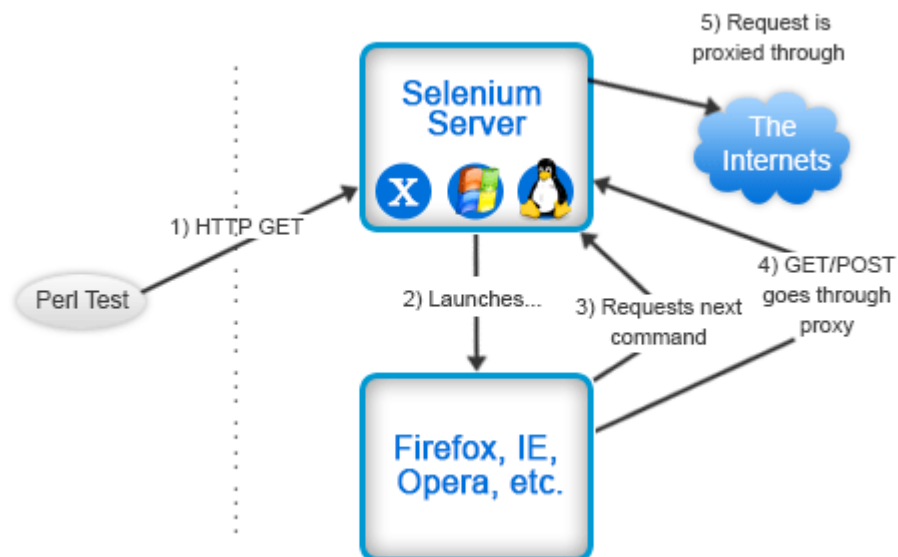 5) Request is
proxied through
Selenium
Server
The
Internets
X
1) HTTP GET
4) GET/POST
goes through
proxy
Perl Test
2) Launches...
3) Requests next
command
Firefox, IE,
Opera, etc.